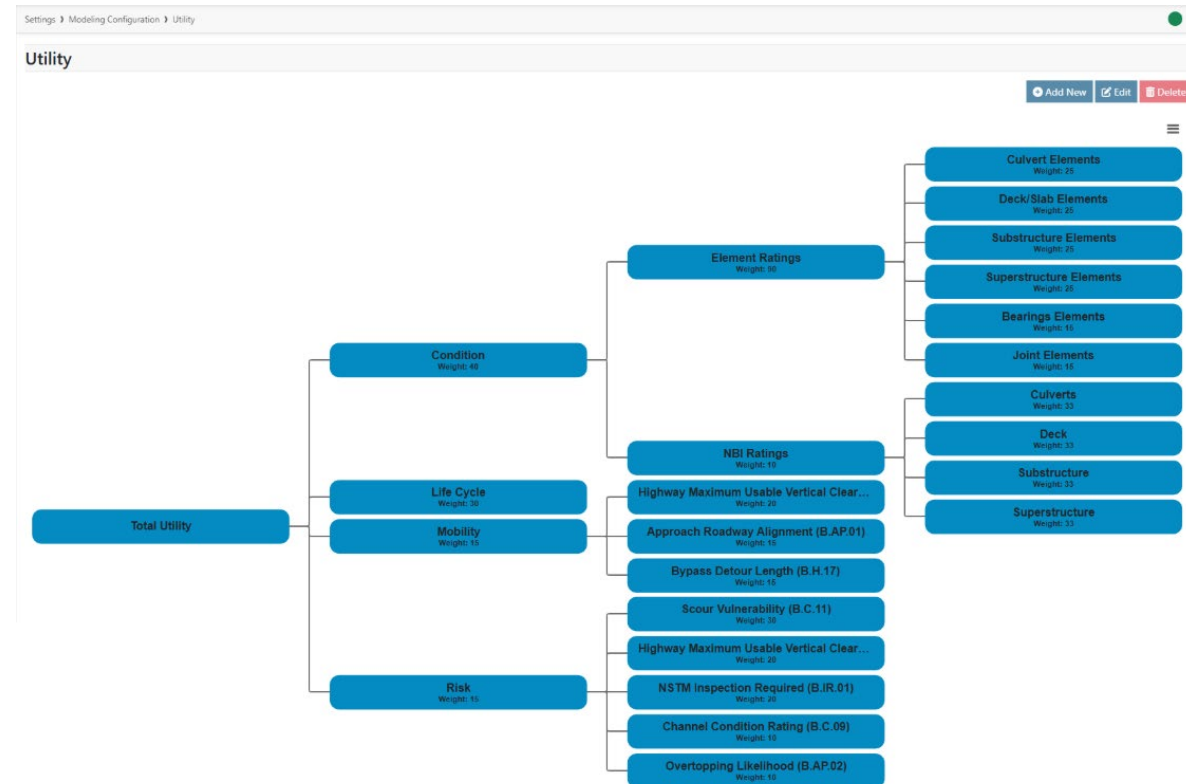 Settings › Modeling Configuration › Utility
Utility
Add New
Edit
Delete
Total Utility
Condition
Weight: 40
Life Cycle
Weight: 30
Mobility
Weight: 15
Risk
Weight: 15
Element Ratings
Weight: 90
NBI Ratings
Weight: 10
Highway Maximum Usable Vertical Clear...
Weight: 20
Approach Roadway Alignment (B.AP.01)
Weight: 15
Bypass Detour Length (B.H.17)
Weight: 15
Scour Vulnerability (B.C.11)
Weight: 30
Highway Maximum Usable Vertical Clear...
Weight: 20
NSTM Inspection Required (B.IR.01)
Weight: 20
Channel Condition Rating (B.C.09)
Weight: 10
Overtopping Likelihood (B.AP.02)
Weight: 10
Culvert Elements
Weight: 25
Deck/Slab Elements
Weight: 25
Substructure Elements
Weight: 25
Superstructure Elements
Weight: 25
Bearings Elements
Weight: 15
Joint Elements
Weight: 15
Culverts
Weight: 33
Deck
Weight: 33
Substructure
Weight: 33
Superstructure
Weight: 33